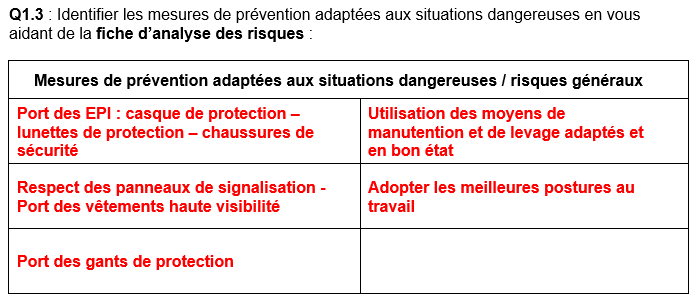 Q1.3 : Identifier les mesures de prévention adaptées aux situations dangereuses en vous
aidant de la fiche d’analyse des risques :
Mesures de prévention adaptées aux situations dangereuses / risques généraux
Port des EPI : casque de protection –
lunettes de protection – chaussures de
sécurité
Utilisation des moyens de
manutention et de levage adaptés et
en bon état
Respect des panneaux de signalisation -
Port des vêtements haute visibilité
Adopter les meilleures postures au
travail
Port des gants de protection